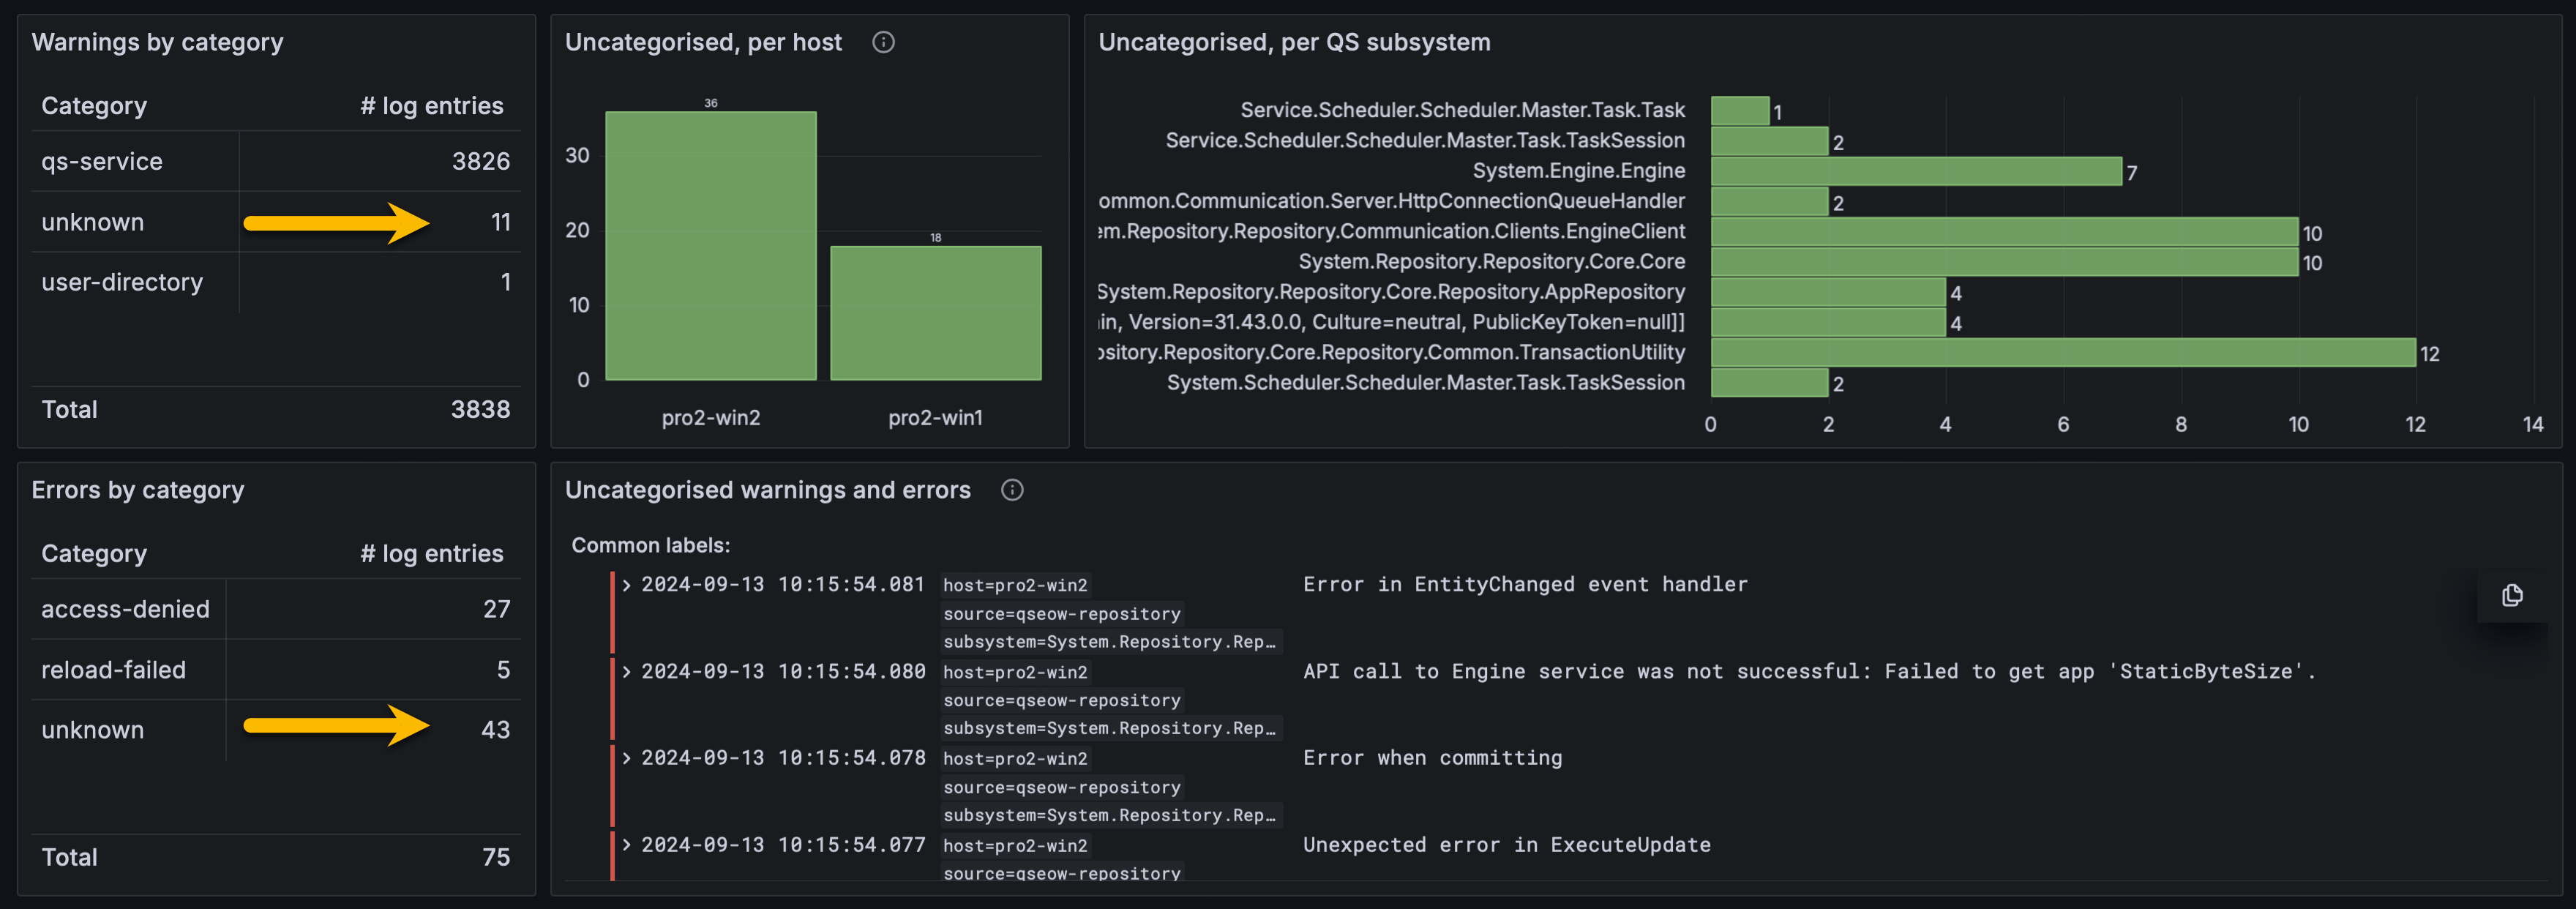 Warnings by category
Category # log entries
qs-service 3826
unknown 11
user-directory 1
Total 3838
Uncategorised, per host
36
18
30
20
10
0
pro2-win2 pro2-win1
Uncategorised, per QS subsystem
Service.Scheduler.Scheduler.Master.Task.Task 1
Service.Scheduler.Scheduler.Master.Task.TaskSession 2
System.Engine.Engine 7
ommon.Communication.Server.HttpConnectionQueueHandler 2
em.Repository.Repository.Communication.Clients.EngineClient 10
System.Repository.Repository.Core.Core 10
System.Repository.Repository.Core.Repository.AppRepository 4
in, Version=31.43.0.0, Culture=neutral, PublicKeyToken=null]] 4
ository.Repository.Core.Repository.Common.TransactionUtility 12
System.Scheduler.Scheduler.Master.Task.TaskSession 2
0 2 4 6 8 10 12 14
Errors by category
Category # log entries
access-denied 27
reload-failed 5
unknown 43
Total 75
Uncategorised warnings and errors
Common labels:
2024-09-13 10:15:54.081 host=pro2-win2 Error in EntityChanged event handler
source=qseow-repository
subsystem=System.Repository.Rep…
2024-09-13 10:15:54.080 host=pro2-win2 API call to Engine service was not successful: Failed to get app 'StaticByteSize'.
source=qseow-repository
subsystem=System.Repository.Rep…
2024-09-13 10:15:54.078 host=pro2-win2 Error when committing
source=qseow-repository
subsystem=System.Repository.Rep…
2024-09-13 10:15:54.077 host=pro2-win2 Unexpected error in ExecuteUpdate
source=qseow-repository